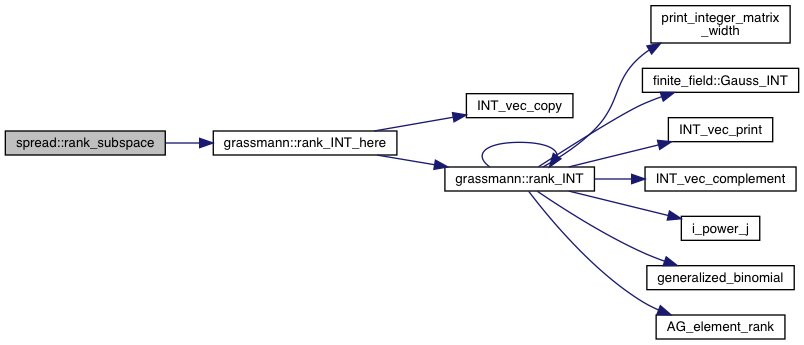 spread::rank_subspace
grassmann::rank_INT_here
INT_vec_copy
grassmann::rank_INT
print_integer_matrix
_width
finite_field::Gauss_INT
INT_vec_print
INT_vec_complement
i_power_j
generalized_binomial
AG_element_rank